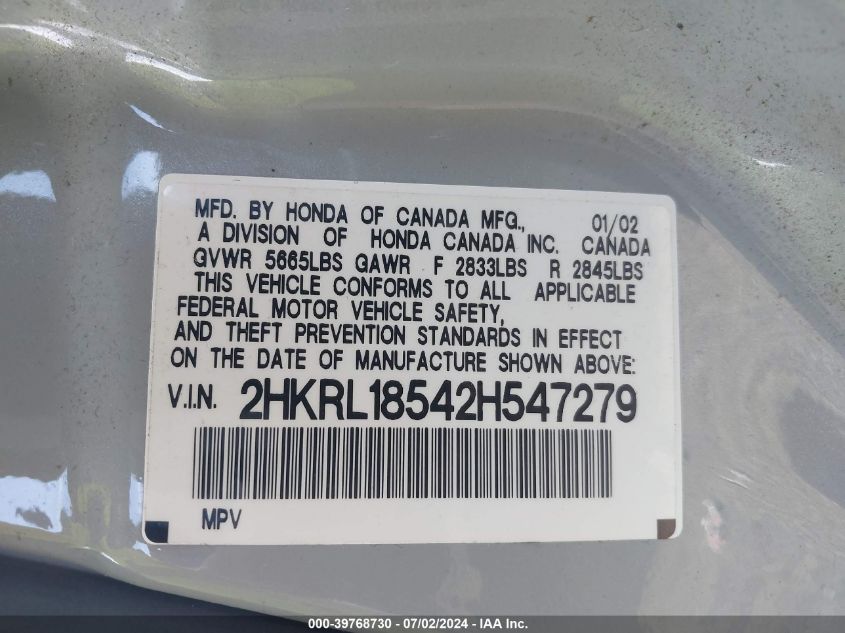 MFD. BY HONDA OF CANADA MFG., 01/02
A DIVISION OF HONDA CANADA INC. CANADA
GVWR 5665LBS GAWR F 2833LBS R 2845LBS
THIS VEHICLE CONFORMS TO ALL APPLICABLE
FEDERAL MOTOR VEHICLE SAFETY,
AND THEFT PREVENTION STANDARDS IN EFFECT
ON THE DATE OF MANUFACTURE SHOWN ABOVE:
V.I.N. 2HKRL18542H547279
MPV
000-39768730 - 07/02/2024 - IAA Inc.